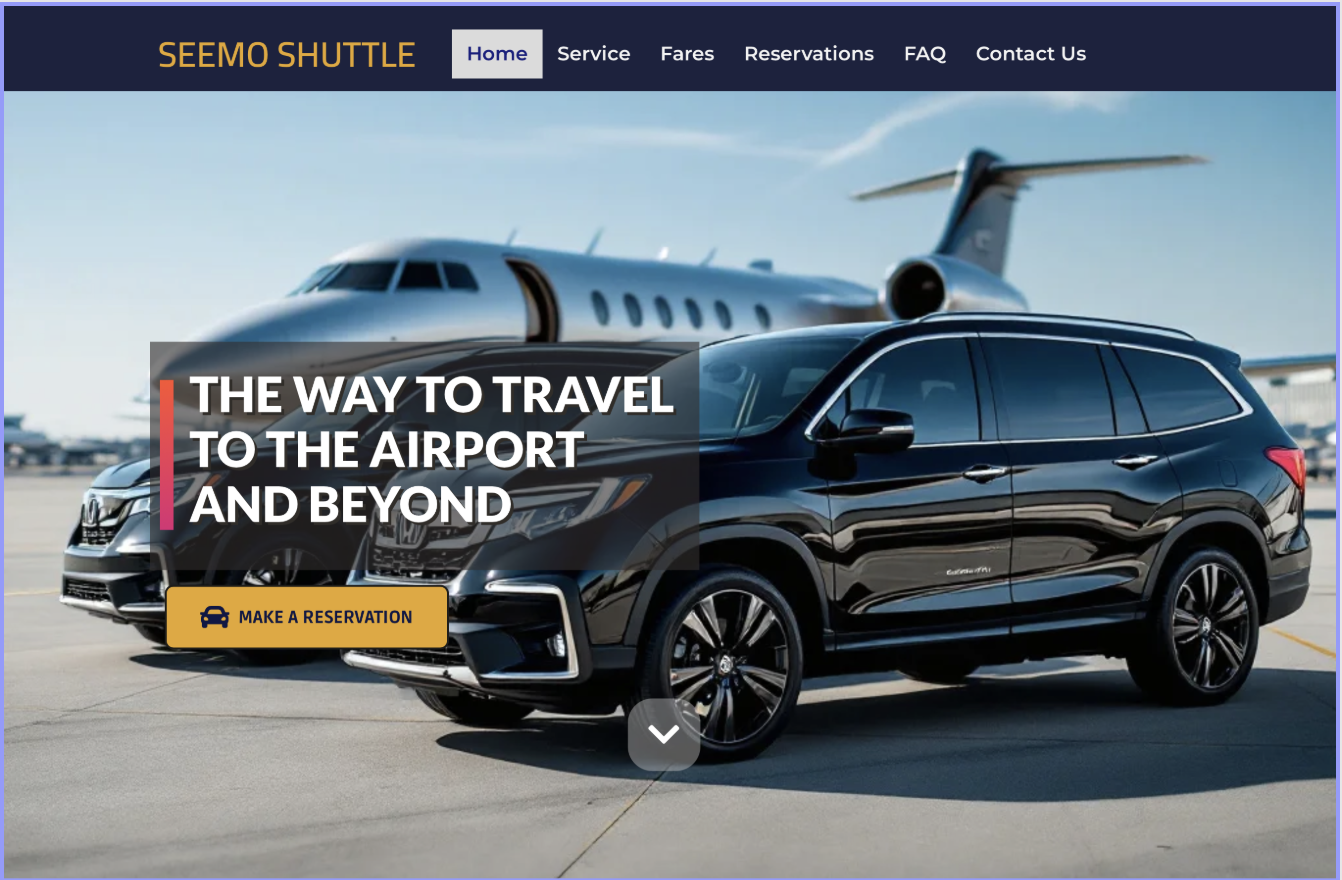 SEEMO SHUTTLE
Home Service Fares Reservations FAQ Contact Us
THE WAY TO TRAVEL
TO THE AIRPORT
AND BEYOND
MAKE A RESERVATION